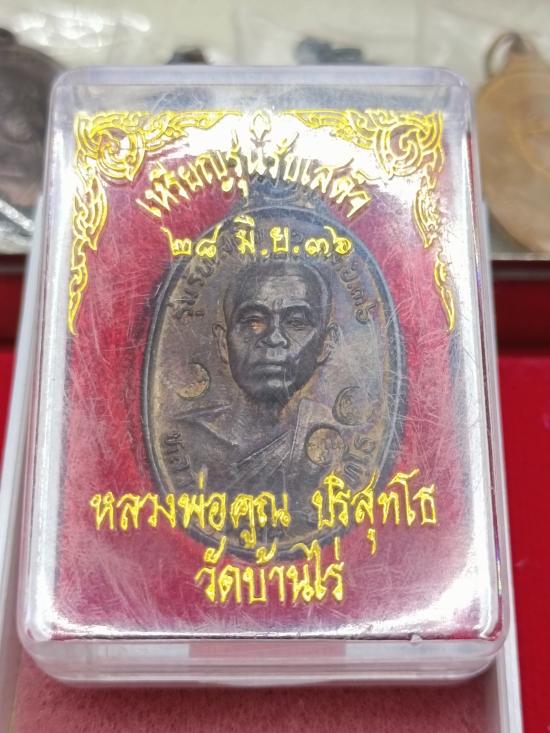 เหรียญรุ่นรับเสด็จ
๒๘ มิ.ย.๓๖
หลวงพ่อคูณ ปริสุทโธ
วัดบ้านไร่